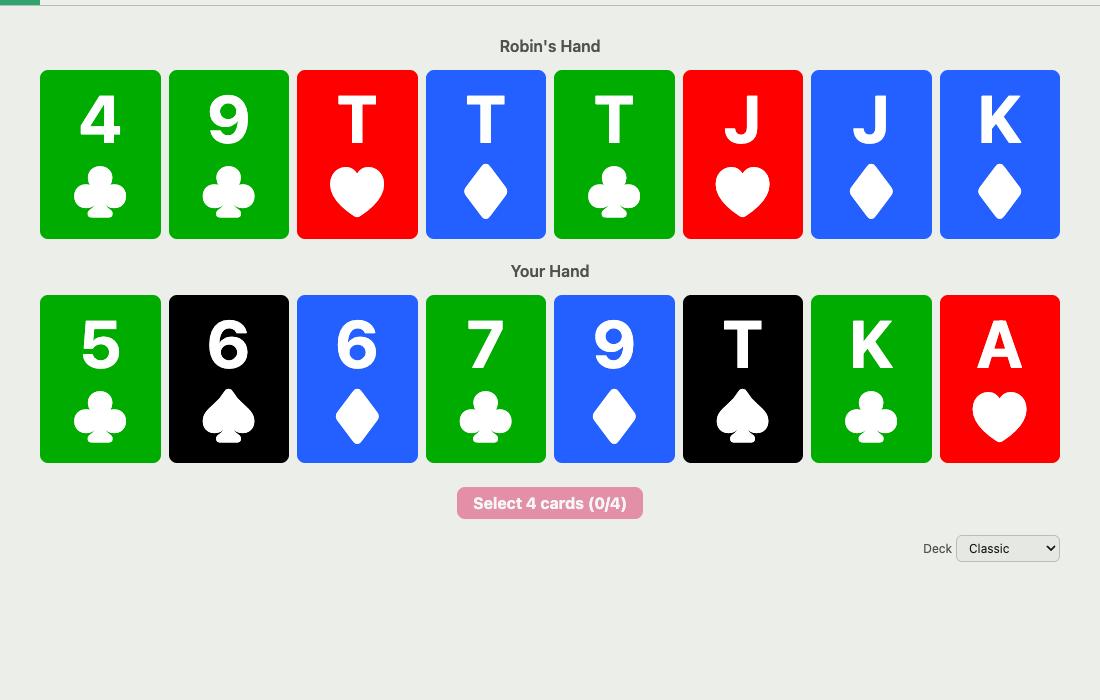 Robin's Hand
4 9 T T T J J K
Your Hand
5 6 6 7 9 T K A
Select 4 cards (0/4)
Deck Classic